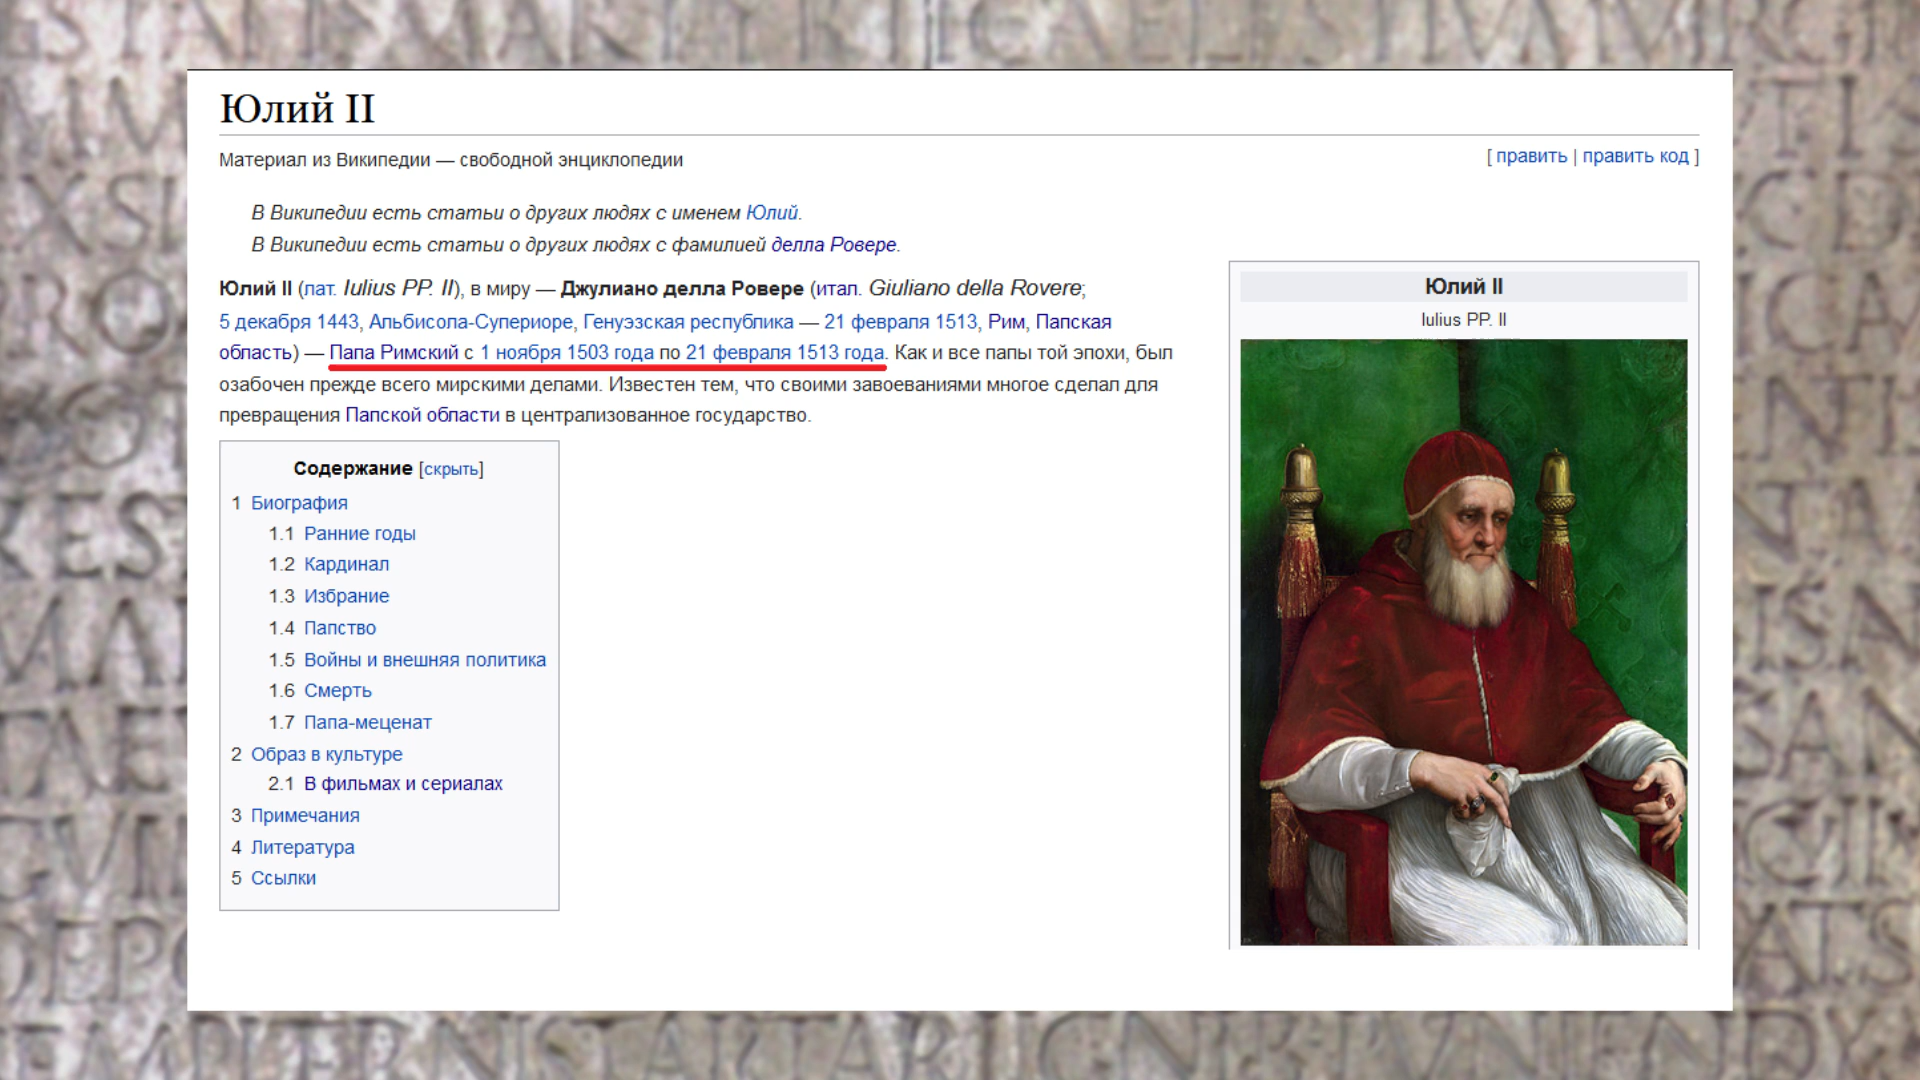 Юлий II
Материал из Википедии — свободной энциклопедии
[ править | править код ]
В Википедии есть статьи о других людях с именем Юлий.
В Википедии есть статьи о других людях с фамилией делла Ровере.
Юлий II (лат. Iulius PP. II), в миру — Джулиано делла Ровере (итал. Giuliano della Rovere;
5 декабря 1443, Альбисола-Супериоре, Генуэзская республика — 21 февраля 1513, Рим, Папская
область) — Папа Римский с 1 ноября 1503 года по 21 февраля 1513 года. Как и все папы той эпохи, был
озабочен прежде всего мирскими делами. Известен тем, что своими завоеваниями многое сделал для
превращения Папской области в централизованное государство.
Содержание [скрыть]
1 Биография
1.1 Ранние годы
1.2 Кардинал
1.3 Избрание
1.4 Папство
1.5 Войны и внешняя политика
1.6 Смерть
1.7 Папа-меценат
2 Образ в культуре
2.1 В фильмах и сериалах
3 Примечания
4 Литература
5 Ссылки
Юлий II
Iulius PP. II